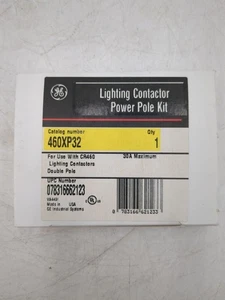 Lighting Contactor
Power Pole Kit
Catalog number
Qty
460XP32
1
For Use With CR460
30A Maximum
Lighting Contactors
Double Pole
UPC Number
078316662123
Made in USA
GE Industrial Systems